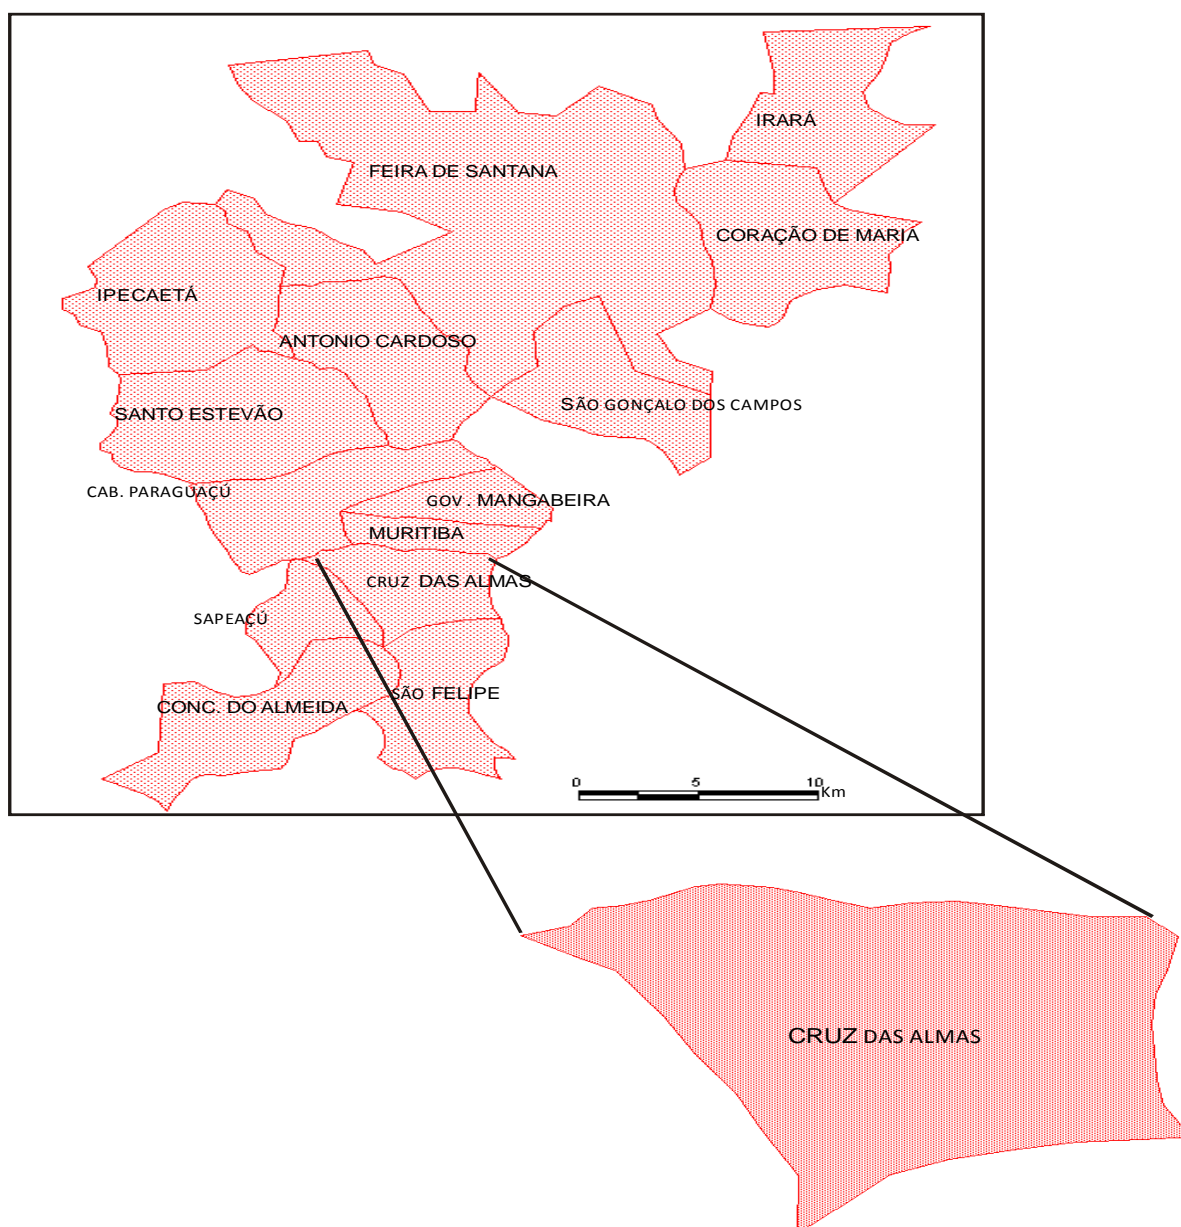 IRARÁ
FEIRA DE SANTANA
CORAÇÃO DE MARIA
IPECAETÁ
ANTONIO CARDOSO
SÃO GONÇALO DOS CAMPOS
SANTO ESTEVÃO
CAB. PARAGUAÇÚ
GOV . MANGABEIRA
MURITIBA
CRUZ DAS ALMAS
SAPEAÇÚ
SÃO FELIPE
CONC. DO ALMEIDA
0 5 10
Km
CRUZ DAS ALMAS